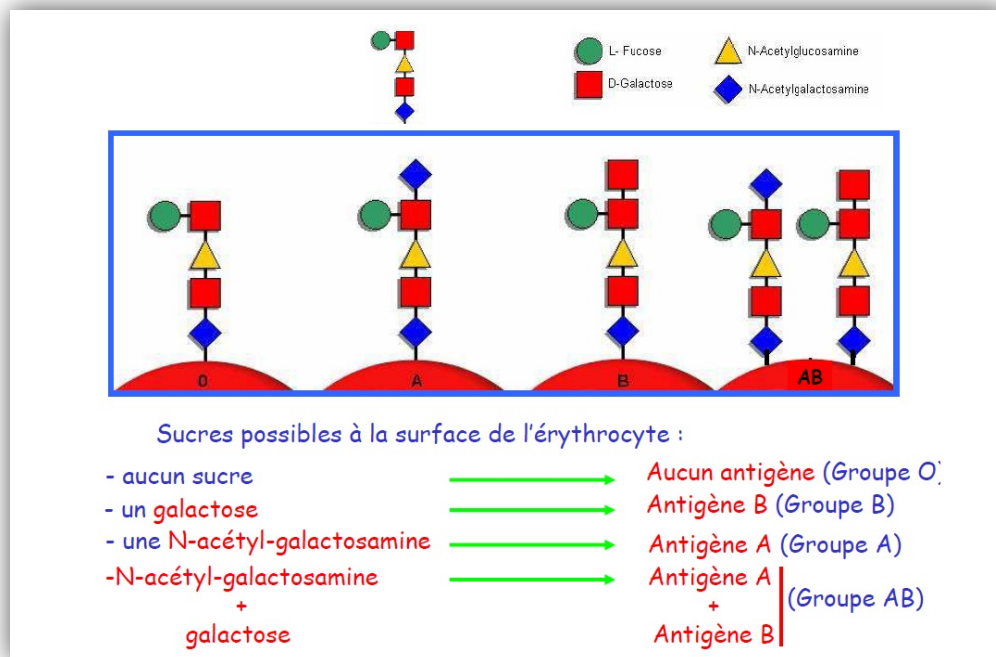 L- Fucose
N-Acetylglucosamine
D-Galactose
N-Acetylgalactosamine
O
A
B
AB
Sucres possibles à la surface de l'érythrocyte :
- aucun sucre Aucun antigène (Groupe O)
- un galactose Antigène B (Groupe B)
- une N-acétyl-galactosamine Antigène A (Groupe A)
-N-acétyl-galactosamine Antigène A
+ + (Groupe AB)
galactose Antigène B